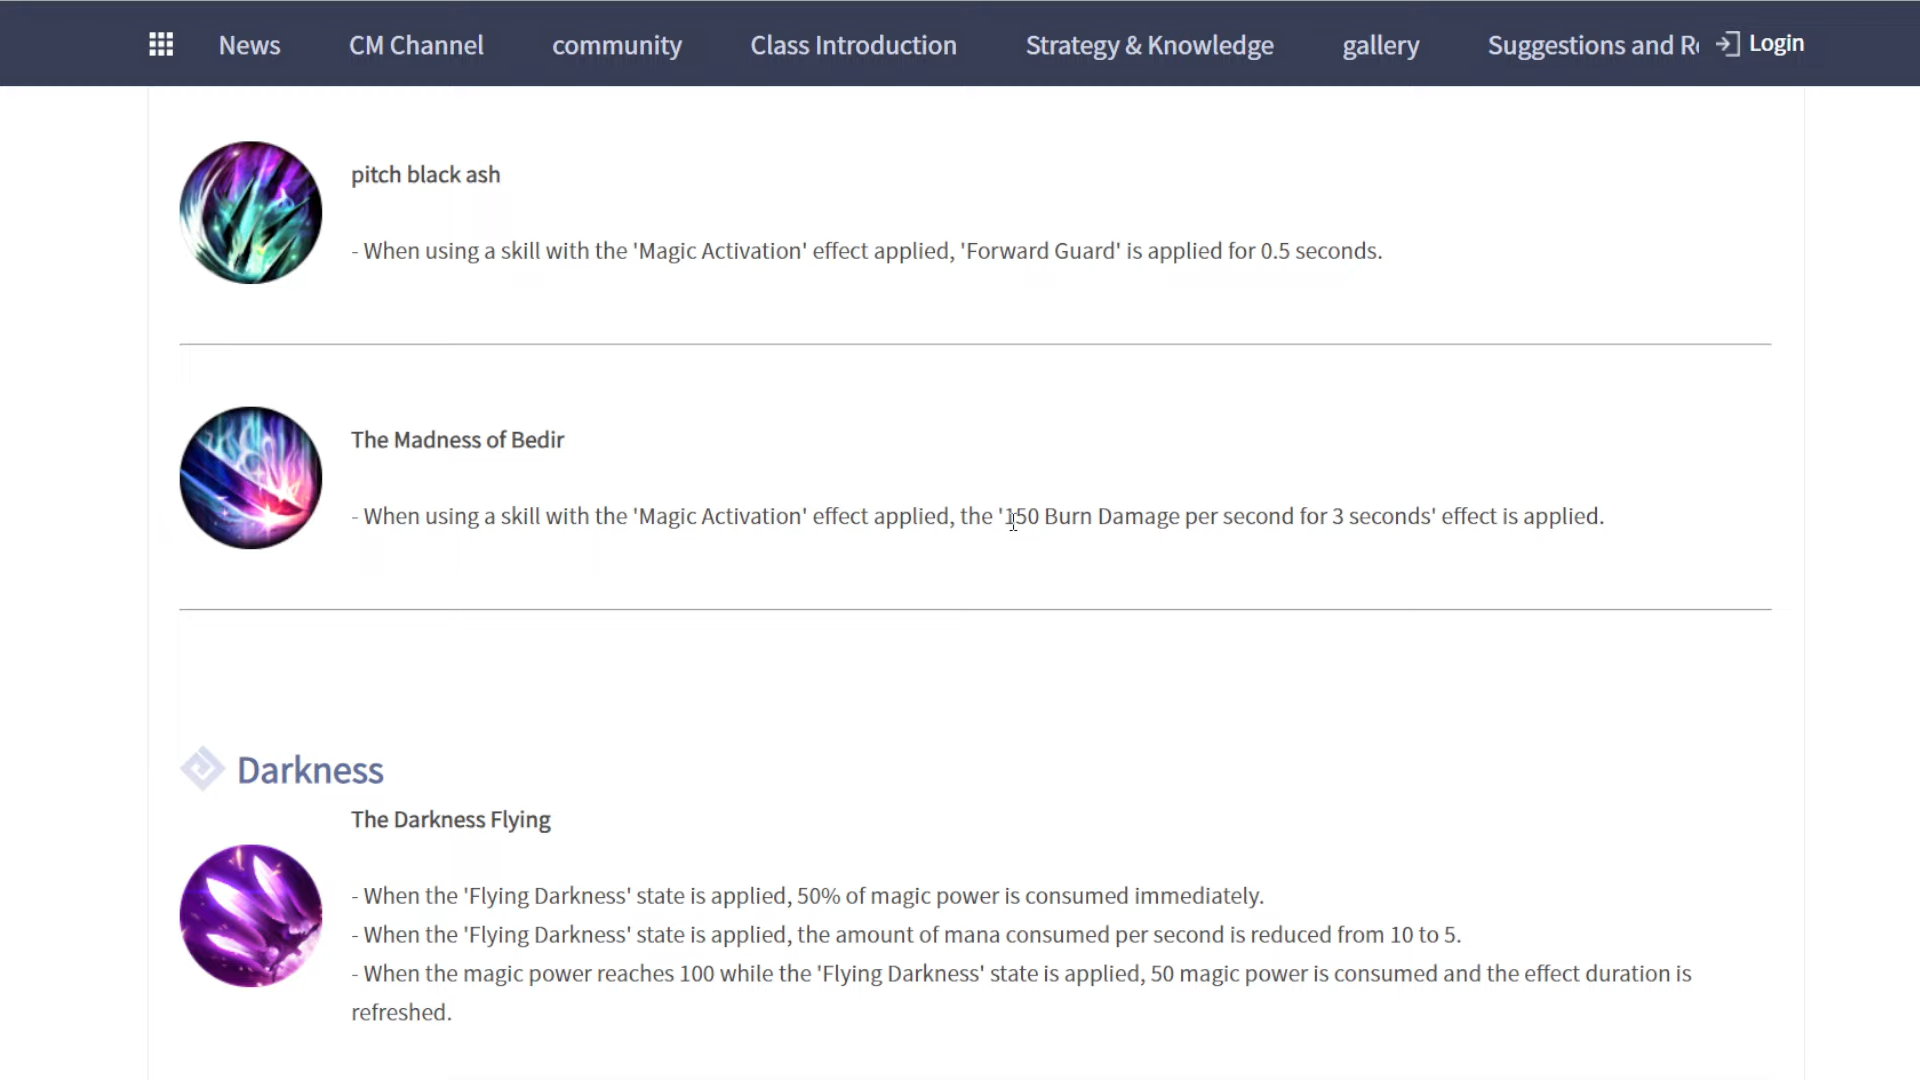 News
CM Channel
community
Class Introduction
Strategy & Knowledge
gallery
Suggestions and
Login
pitch black ash
- When using a skill with the 'Magic Activation' effect applied, 'Forward Guard' is applied for 0.5 seconds.
The Madness of Bedir
- When using a skill with the 'Magic Activation' effect applied, the '150 Burn Damage per second for 3 seconds' effect is applied.
Darkness
The Darkness Flying
- When the 'Flying Darkness' state is applied, 50% of magic power is consumed immediately.
- When the 'Flying Darkness' state is applied, the amount of mana consumed per second is reduced from 10 to 5.
- When the magic power reaches 100 while the 'Flying Darkness' state is applied, 50 magic power is consumed and the effect duration is
refreshed.